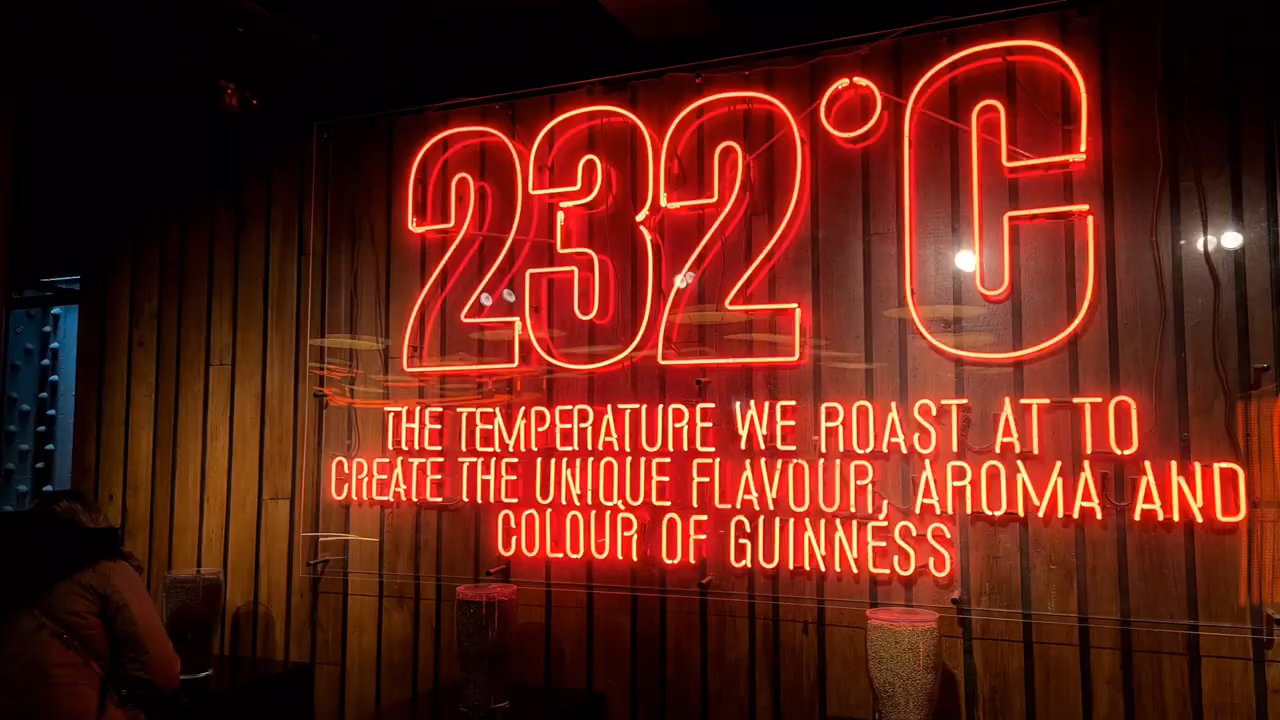 232°C
THE TEMPERATURE WE ROAST AT TO
CREATE THE UNIQUE FLAVOUR, AROMA AND
COLOUR OF GUINNESS